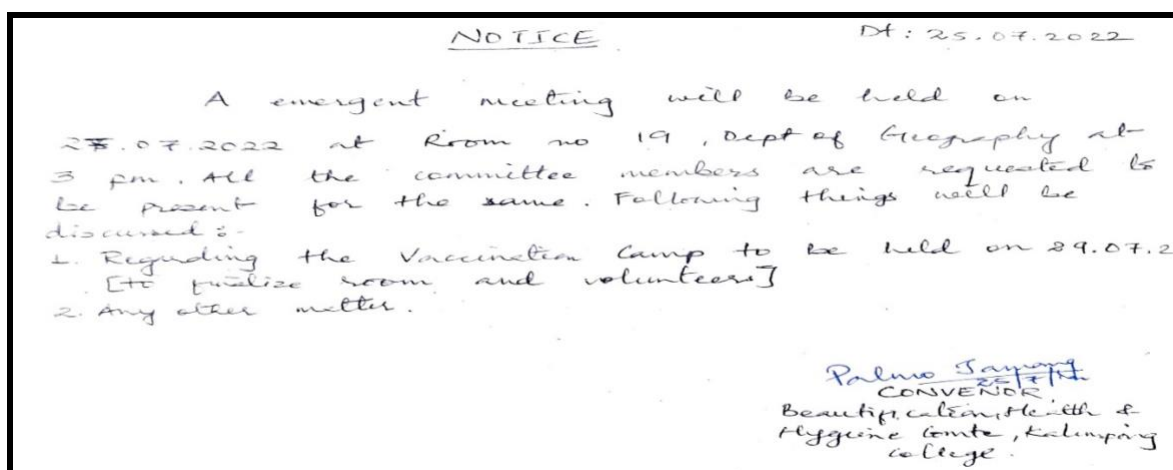 NOTICE Dt: 25.07.2022
A emergent meeting will be held on
.07.2022 at Room no 19, Dept of Geography at
3 pm. All the committee members are requested to
be present for the same. Following things will be
discussed:-
1. Regarding the Vaccination Camp to be held on 29.07.2
[to finalize room and volunteers]
2. Any other matter.
Palmo Tamang
25/7/22
CONVENOR
Beautification, Health &
Hygiene Comte, Kalimpong
College.